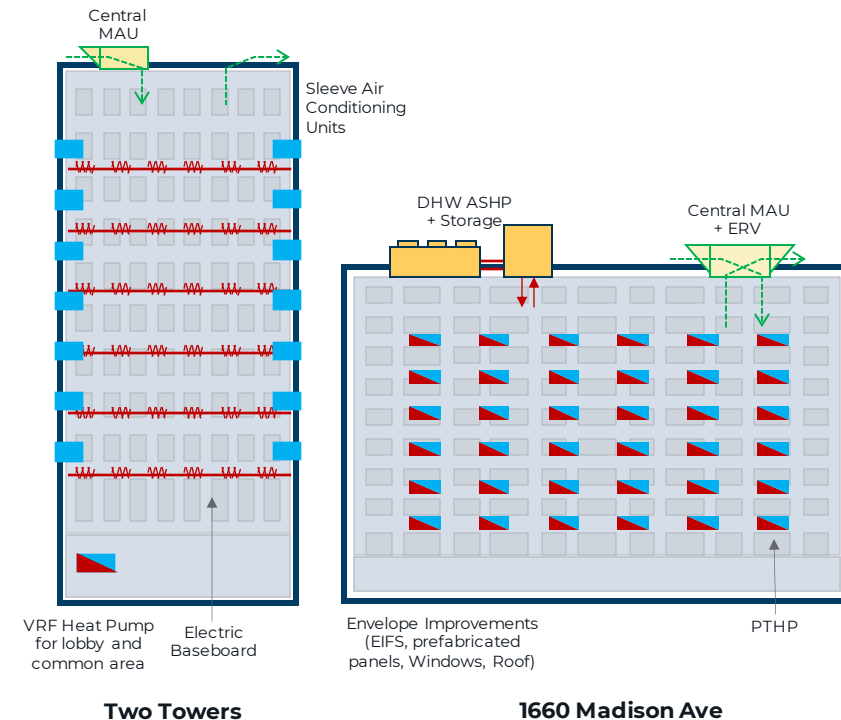 Central
MAU
Sleeve Air
Conditioning
Units
DHW ASHP
+ Storage
Central MAU
+ ERV
VRF Heat Pump
for lobby and
common area
Electric
Baseboard
Envelope Improvements
(EIFS, prefabricated
panels, Windows, Roof)
PTHP
Two Towers
1660 Madison Ave